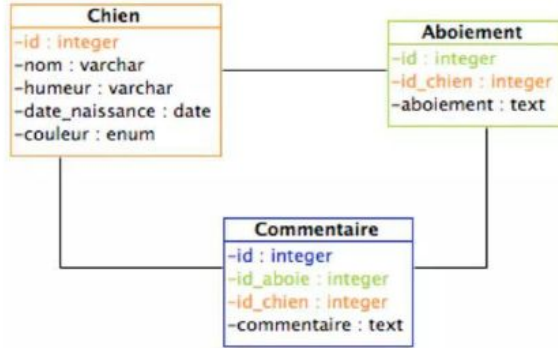 Chien
-id : integer
-nom : varchar
-humeur : varchar
-date_naissance : date
-couleur : enum
Aboiement
-id : integer
-id_chien : integer
-aboiement : text
Commentaire
-id : integer
-id_aboie : integer
-id_chien : integer
-commentaire : text